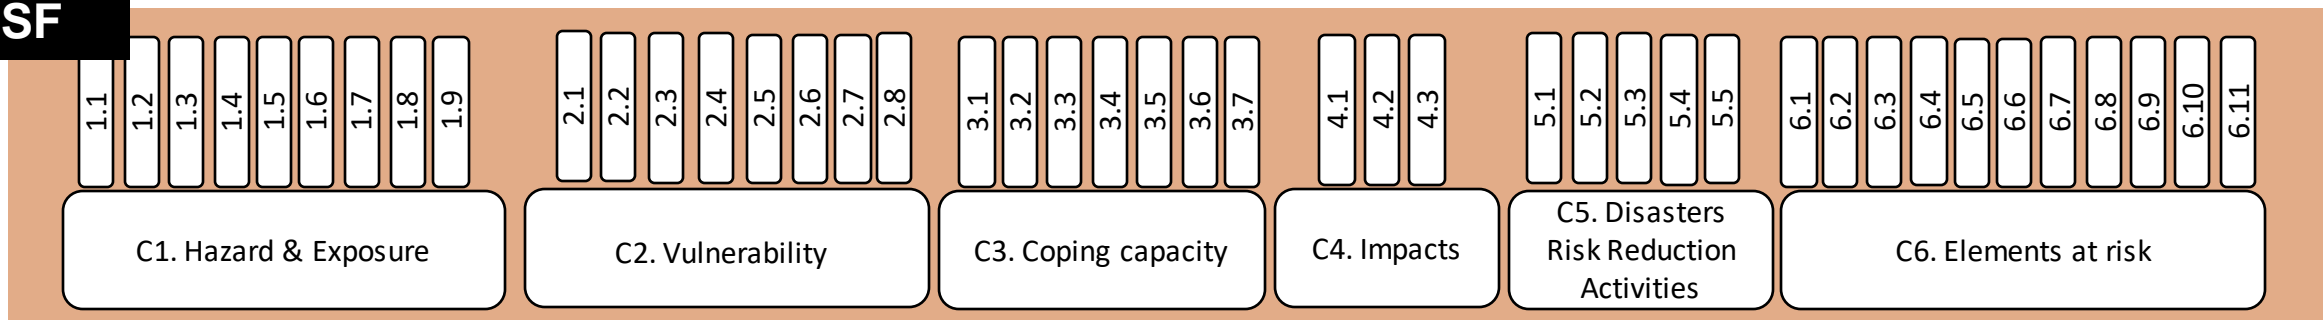 SF
1.1 1.2 1.3 1.4 1.5 1.6 1.7 1.8 1.9
2.1 2.2 2.3 2.4 2.5 2.6 2.7 2.8
3.1 3.2 3.3 3.4 3.5 3.6 3.7
4.1 4.2 4.3
5.1 5.2 5.3 5.4 5.5
6.1 6.2 6.3 6.4 6.5 6.6 6.7 6.8 6.9 6.10 6.11
C1. Hazard & Exposure
C2. Vulnerability
C3. Coping capacity
C4. Impacts
C5. Disasters
Risk Reduction
Activities
C6. Elements at risk